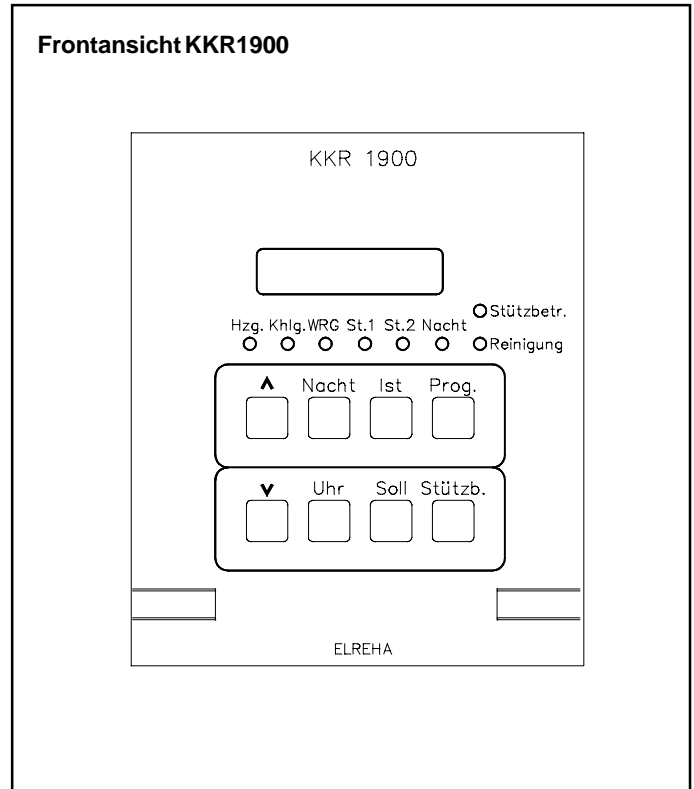 Frontansicht KKR1900
KKR 1900
Stützbetr.
Hzg. Khlg. WRG St.1 St.2 Nacht
Reinigung
∧ Nacht Ist Prog.
∨ Uhr Soll Stützb.
ELREHA